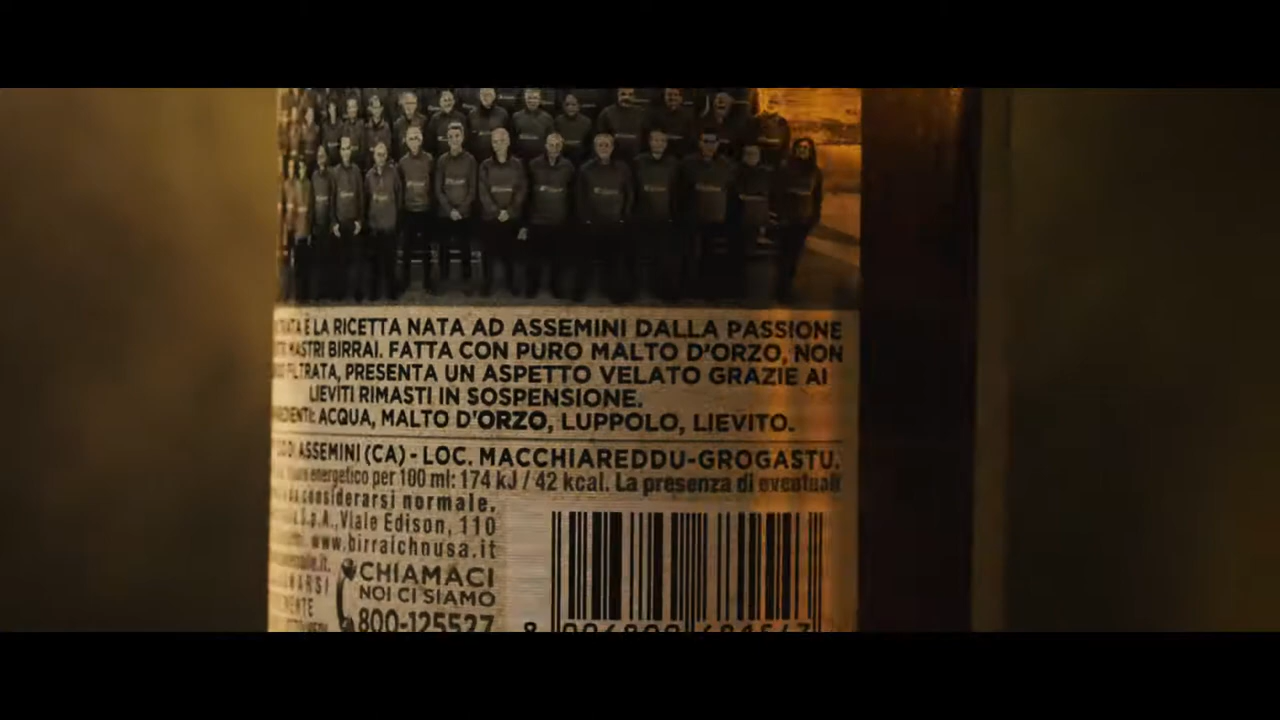 È LA RICETTA NATA AD ASSEMINI DALLA PASSIONE
MASTRI BIRRAI. FATTA CON PURO MALTO D'ORZO, NON
FILTRATA, PRESENTA UN ASPETTO VELATO GRAZIE AI
LIEVITI RIMASTI IN SOSPENSIONE.
ACQUA, MALTO D'ORZO, LUPPOLO, LIEVITO.
ASSEMINI (CA) - LOC. MACCHIAREDDU-GROGASTU.
energetico per 100 ml: 174 kJ / 42 kcal. La presenza di eventuali
da considerarsi normale.
S.p.A., Viale Edison, 110
www.birraichnusa.it
CHIAMACI
NOI CI SIAMO
800-125527